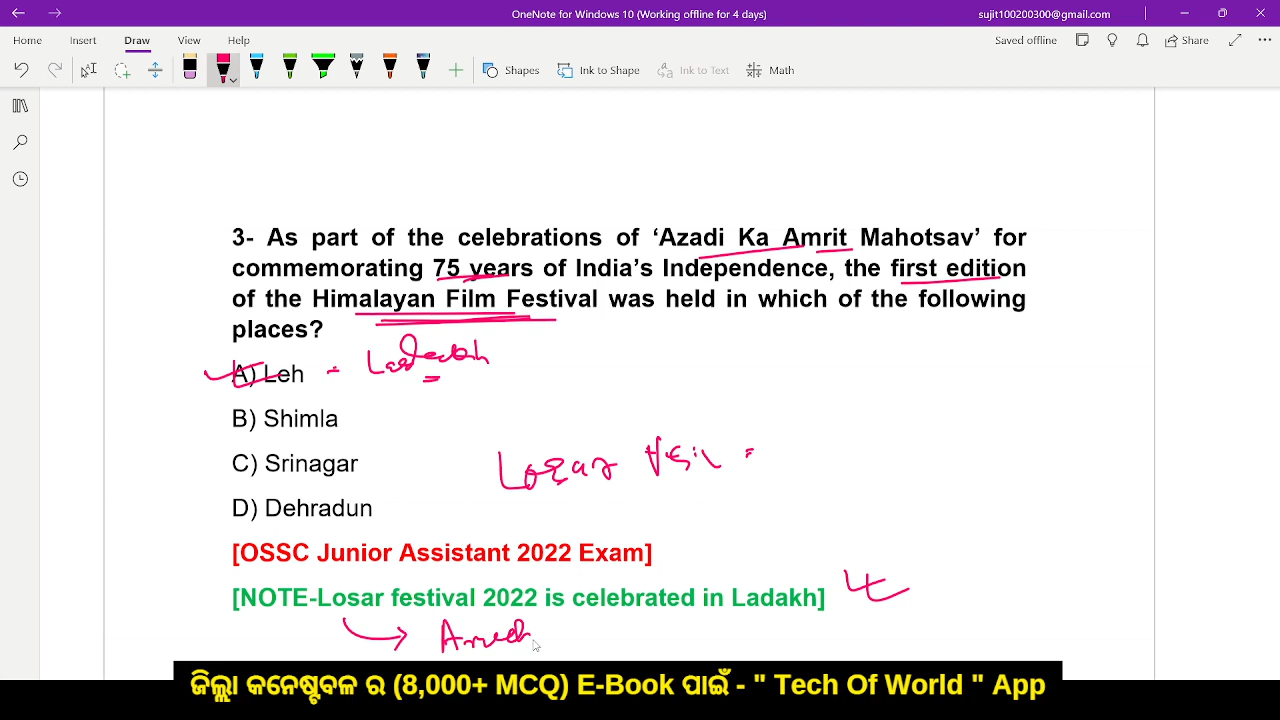 OneNote for Windows 10 (Working offline for 4 days)
sujit100200300@gmail.com
Home Insert Draw View Help
Saved offline
Share
Shapes
Ink to Shape
Ink to Text
Math
3- As part of the celebrations of ‘Azadi Ka Amrit Mahotsav’ for
commemorating 75 years of India’s Independence, the first edition
of the Himalayan Film Festival was held in which of the following
places?
A) Leh - Ladakh
B) Shimla
C) Srinagar
Losar
D) Dehradun
[OSSC Junior Assistant 2022 Exam]
[NOTE-Losar festival 2022 is celebrated in Ladakh]
ଜିଲ୍ଲା କନେଷ୍ଟବଳ ର (8,000+ MCQ) E-Book ପାଇଁ - " Tech Of World " App